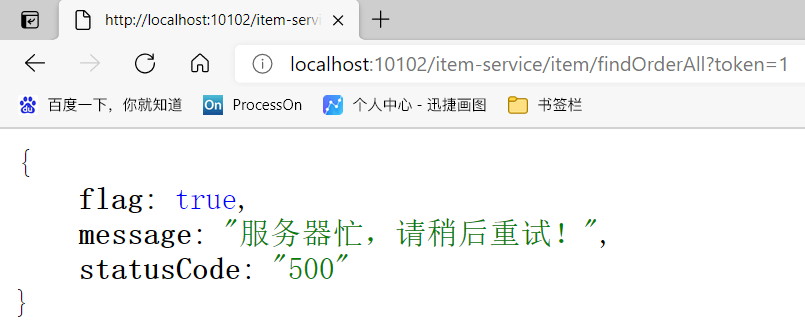 http://localhost:10102/item-servi
localhost:10102/item-service/item/findOrderAll?token=1
百度一下，你就知道 On ProcessOn 个人中心 - 迅捷画图 书签栏
{
flag: true,
message: "服务器忙，请稍后重试！",
statusCode: "500"
}